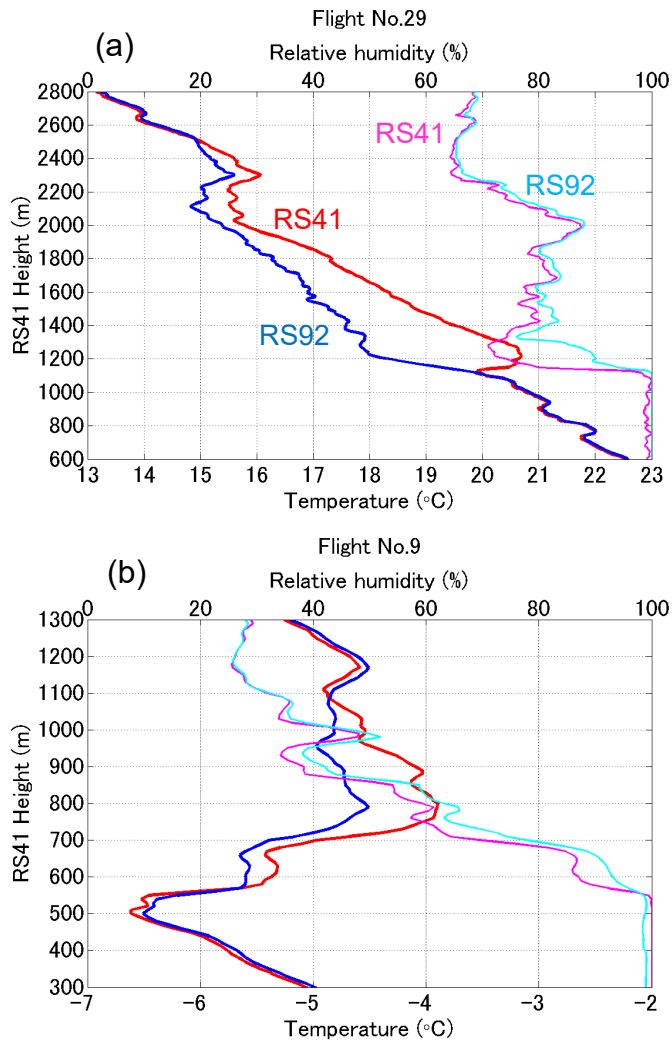 Flight No.29
(a)
Relative humidity (%)
0 20 40 60 80 100
2800
2600
2400
2200
2000
1800
1600
1400
1200
1000
800
600
RS41 Height (m)
RS41
RS92
RS41
RS92
13 14 15 16 17 18 19 20 21 22 23
Temperature (°C)
Flight No.9
(b)
Relative humidity (%)
0 20 40 60 80 100
1300
1200
1100
1000
900
800
700
600
500
400
300
RS41 Height (m)
-7 -6 -5 -4 -3 -2
Temperature (°C)